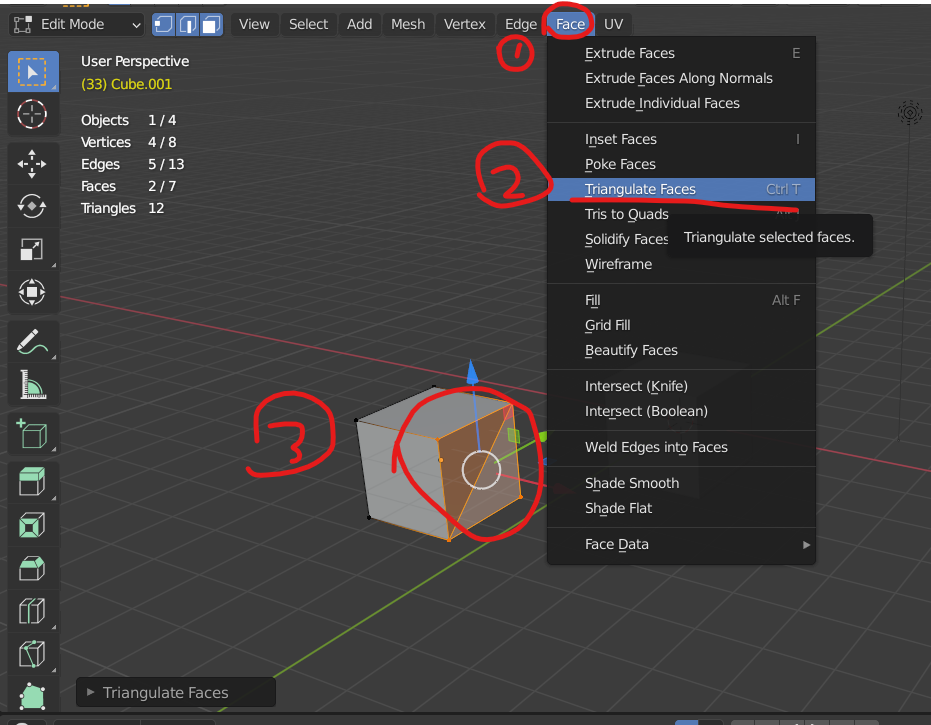 Edit Mode View Select Add Mesh Vertex Edge Face UV
1
User Perspective
(33) Cube.001
Objects 1 / 4
Vertices 4 / 8
Edges 5 / 13
Faces 2 / 7
Triangles 12
Extrude Faces E
Extrude Faces Along Normals
Extrude Individual Faces
Inset Faces I
Poke Faces
2
Triangulate Faces Ctrl T
Tris to Quads
Triangulate selected faces.
Solidify Faces
Wireframe
Fill Alt F
Grid Fill
Beautify Faces
Intersect (Knife)
Intersect (Boolean)
Weld Edges into Faces
Shade Smooth
Shade Flat
Face Data
3
Triangulate Faces